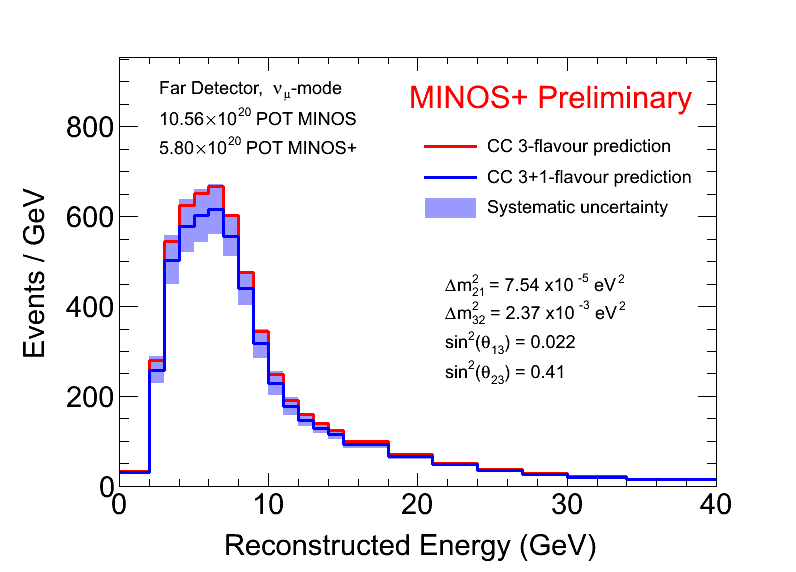 Far Detector, νμ-mode
10.56×10^20 POT MINOS
5.80×10^20 POT MINOS+
MINOS+ Preliminary
CC 3-flavour prediction
CC 3+1-flavour prediction
Systematic uncertainty
Δm²₂₁ = 7.54 x10^-5 eV²
Δm²₃₂ = 2.37 x10^-3 eV²
sin²(θ₁₃) = 0.022
sin²(θ₂₃) = 0.41
Events / GeV
800
600
400
200
0
0 10 20 30 40
Reconstructed Energy (GeV)